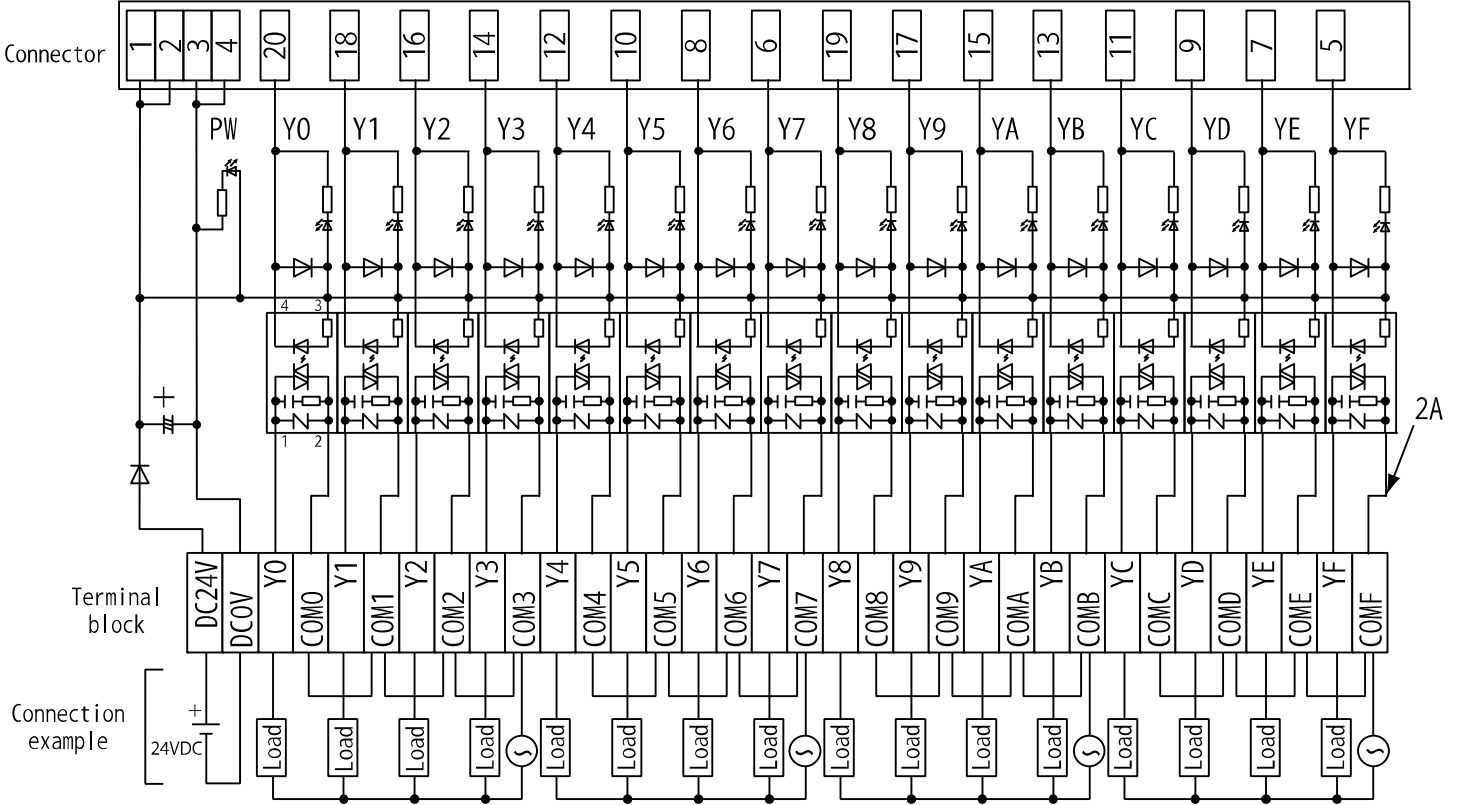 Connector
1 2 3 4 20 18 16 14 12 10 8 6 19 17 15 13 11 9 7 5
PW Y0 Y1 Y2 Y3 Y4 Y5 Y6 Y7 Y8 Y9 YA YB YC YD YE YF
4 3
+
2A
1 2
Terminal
block
DC24V DC0V Y0 COM0 Y1 COM1 Y2 COM2 Y3 COM3 Y4 COM4 Y5 COM5 Y6 COM6 Y7 COM7 Y8 COM8 Y9 COM9 YA COMA YB COMB YC COMC YD COMD YE COME YF COMF
Connection
example
+
24VDC
Load Load Load Load Load Load Load Load Load Load Load Load Load Load Load Load